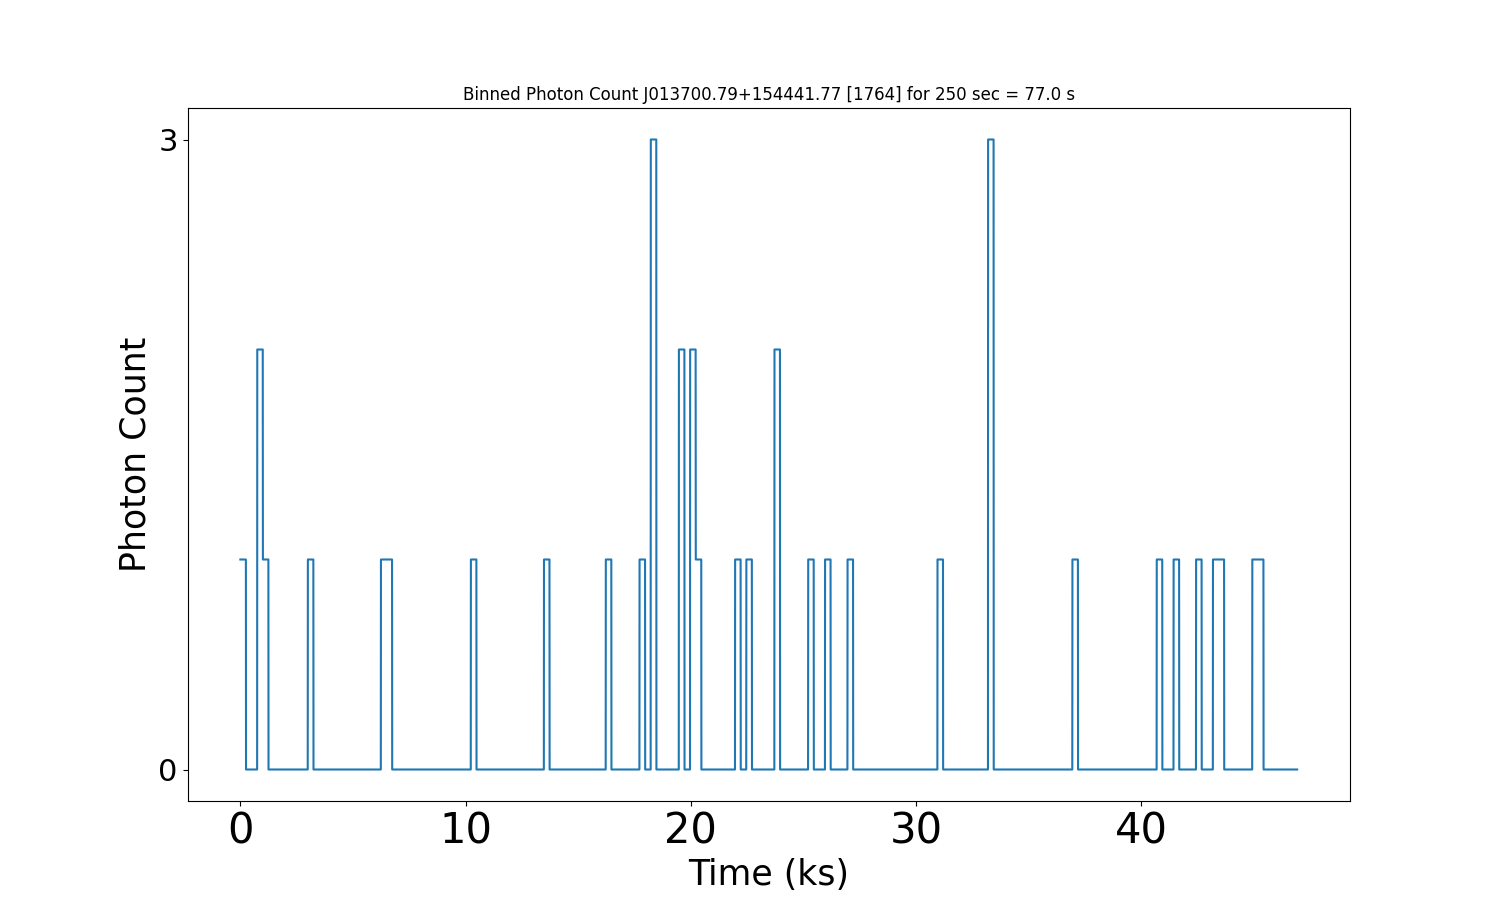 Binned Photon Count J013700.79+154441.77 [1764] for 250 sec = 77.0 s
3
Photon Count
0
0 10 20 30 40
Time (ks)